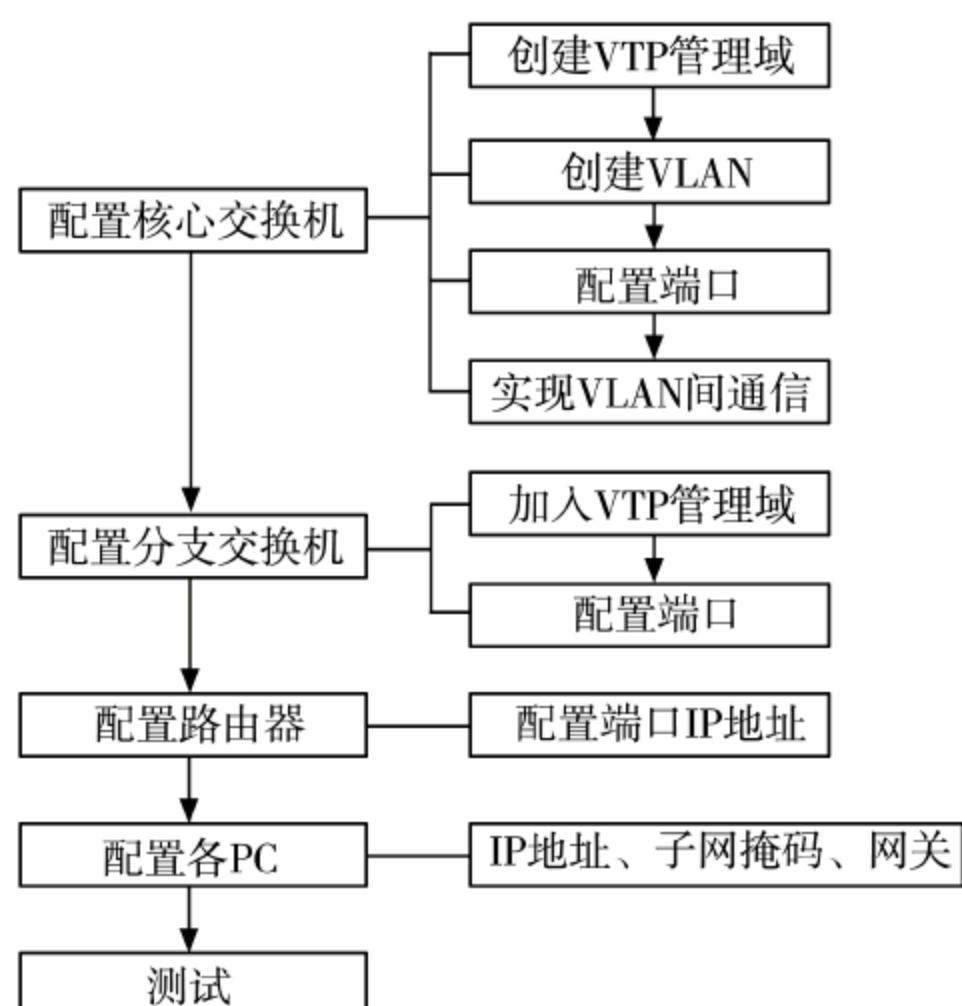 创建VTP管理域
创建VLAN
配置核心交换机
配置端口
实现VLAN间通信
加入VTP管理域
配置分支交换机
配置端口
配置路由器
配置端口IP地址
配置各PC
IP地址、子网掩码、网关
测试